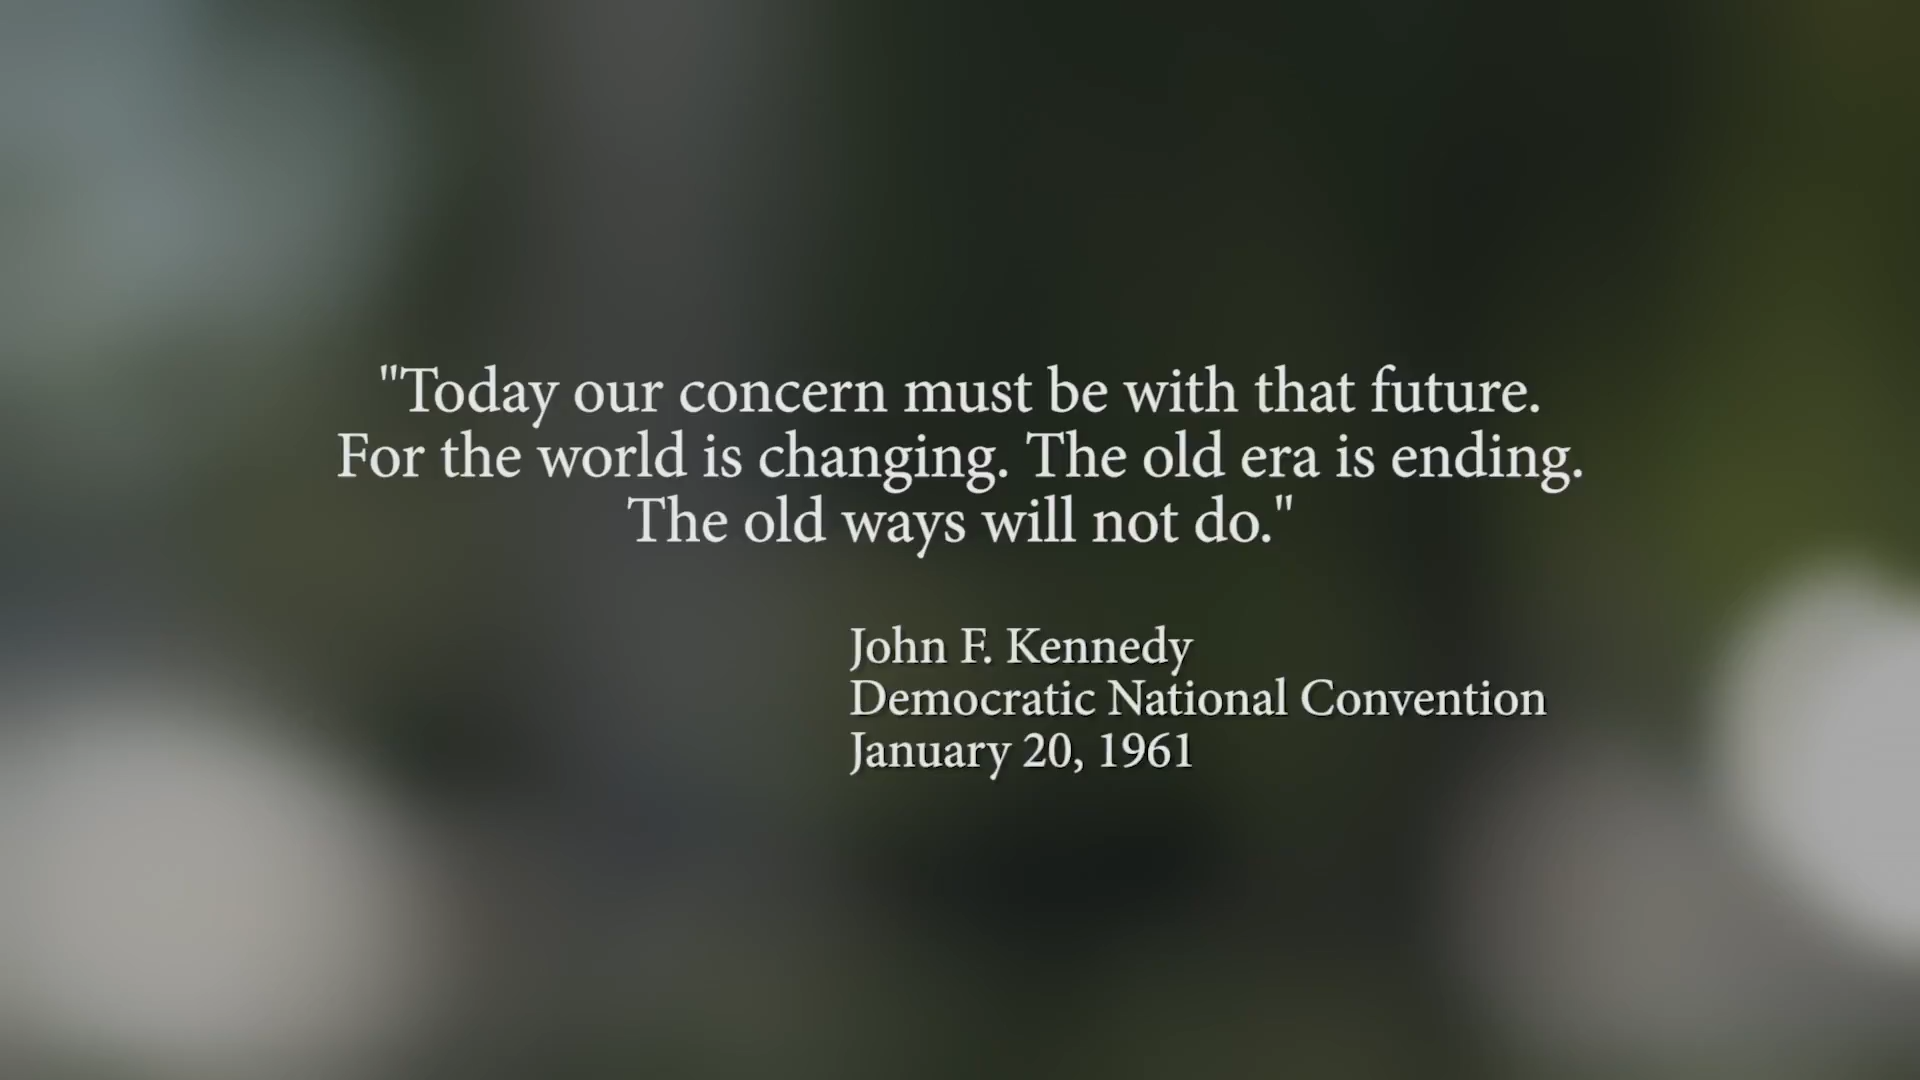 "Today our concern must be with that future.
For the world is changing. The old era is ending.
The old ways will not do."
John F. Kennedy
Democratic National Convention
January 20, 1961